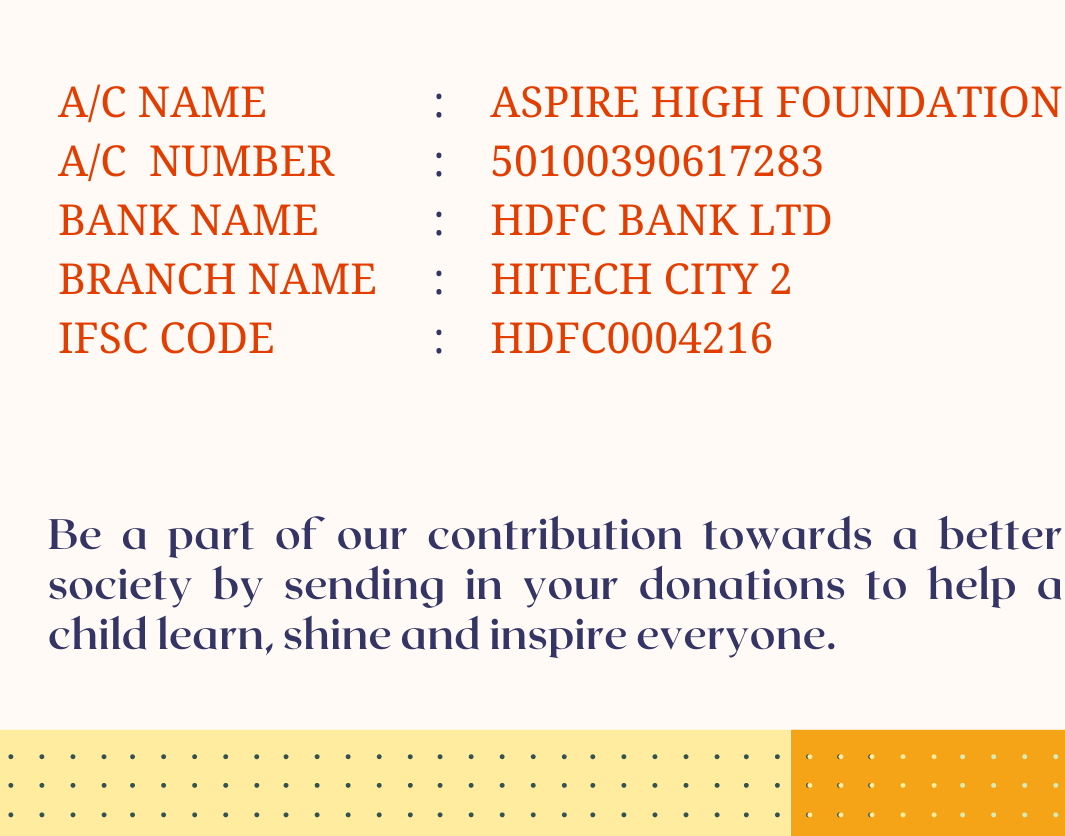 A/C NAME : ASPIRE HIGH FOUNDATION
A/C NUMBER : 50100390617283
BANK NAME : HDFC BANK LTD
BRANCH NAME : HITECH CITY 2
IFSC CODE : HDFC0004216
Be a part of our contribution towards a better
society by sending in your donations to help a
child learn, shine and inspire everyone.